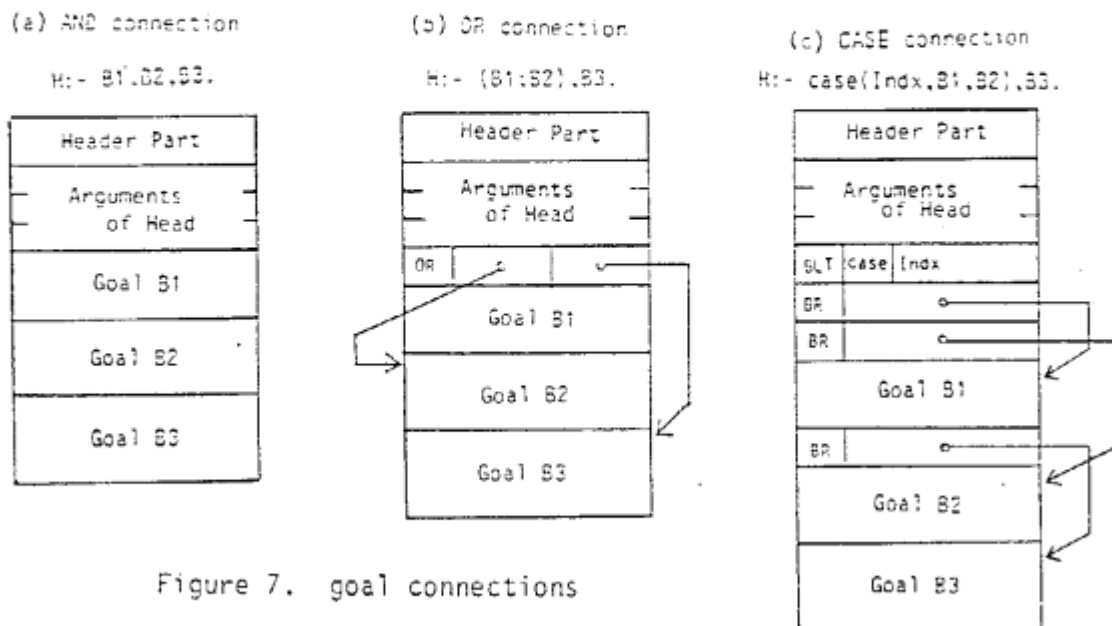 (a) AND connection
H:- B1,B2,B3.
Header Part
Arguments
of Head
Goal B1
Goal B2
Goal B3
(b) OR connection
H:- (B1;B2),B3.
Header Part
Arguments
of Head
OR
Goal B1
Goal B2
Goal B3
(c) CASE connection
H:- case(Indx,B1,B2),B3.
Header Part
Arguments
of Head
BLT case Indx
BR
BR
Goal B1
BR
Goal B2
Goal B3
Figure 7. goal connections